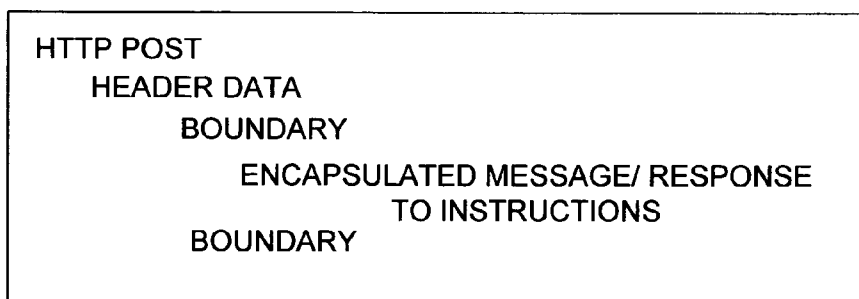 HTTP POST
HEADER DATA
BOUNDARY
ENCAPSULATED MESSAGE/ RESPONSE
TO INSTRUCTIONS
BOUNDARY